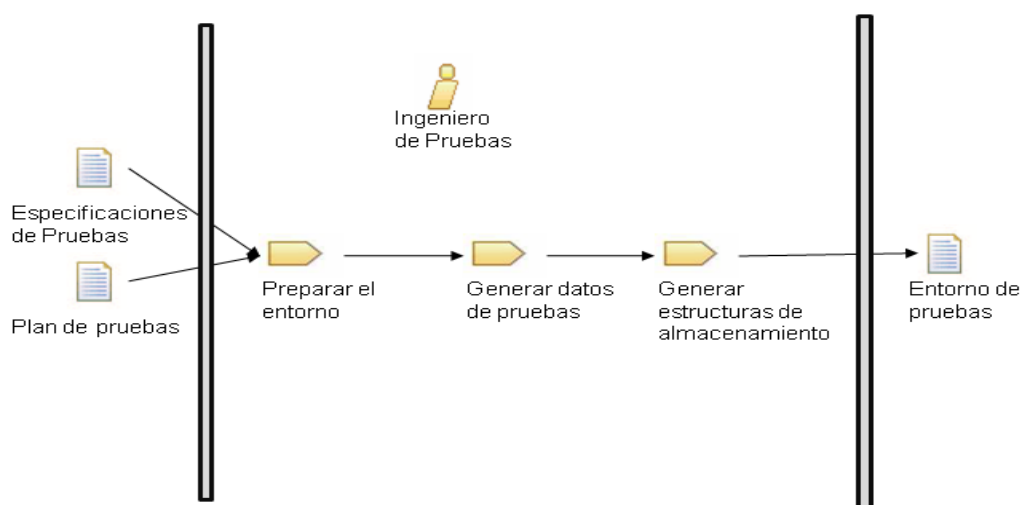 Ingeniero
de Pruebas
Especificaciones
de Pruebas
Plan de pruebas
Preparar el
entorno
Generar datos
de pruebas
Generar
estructuras de
almacenamiento
Entorno de
pruebas